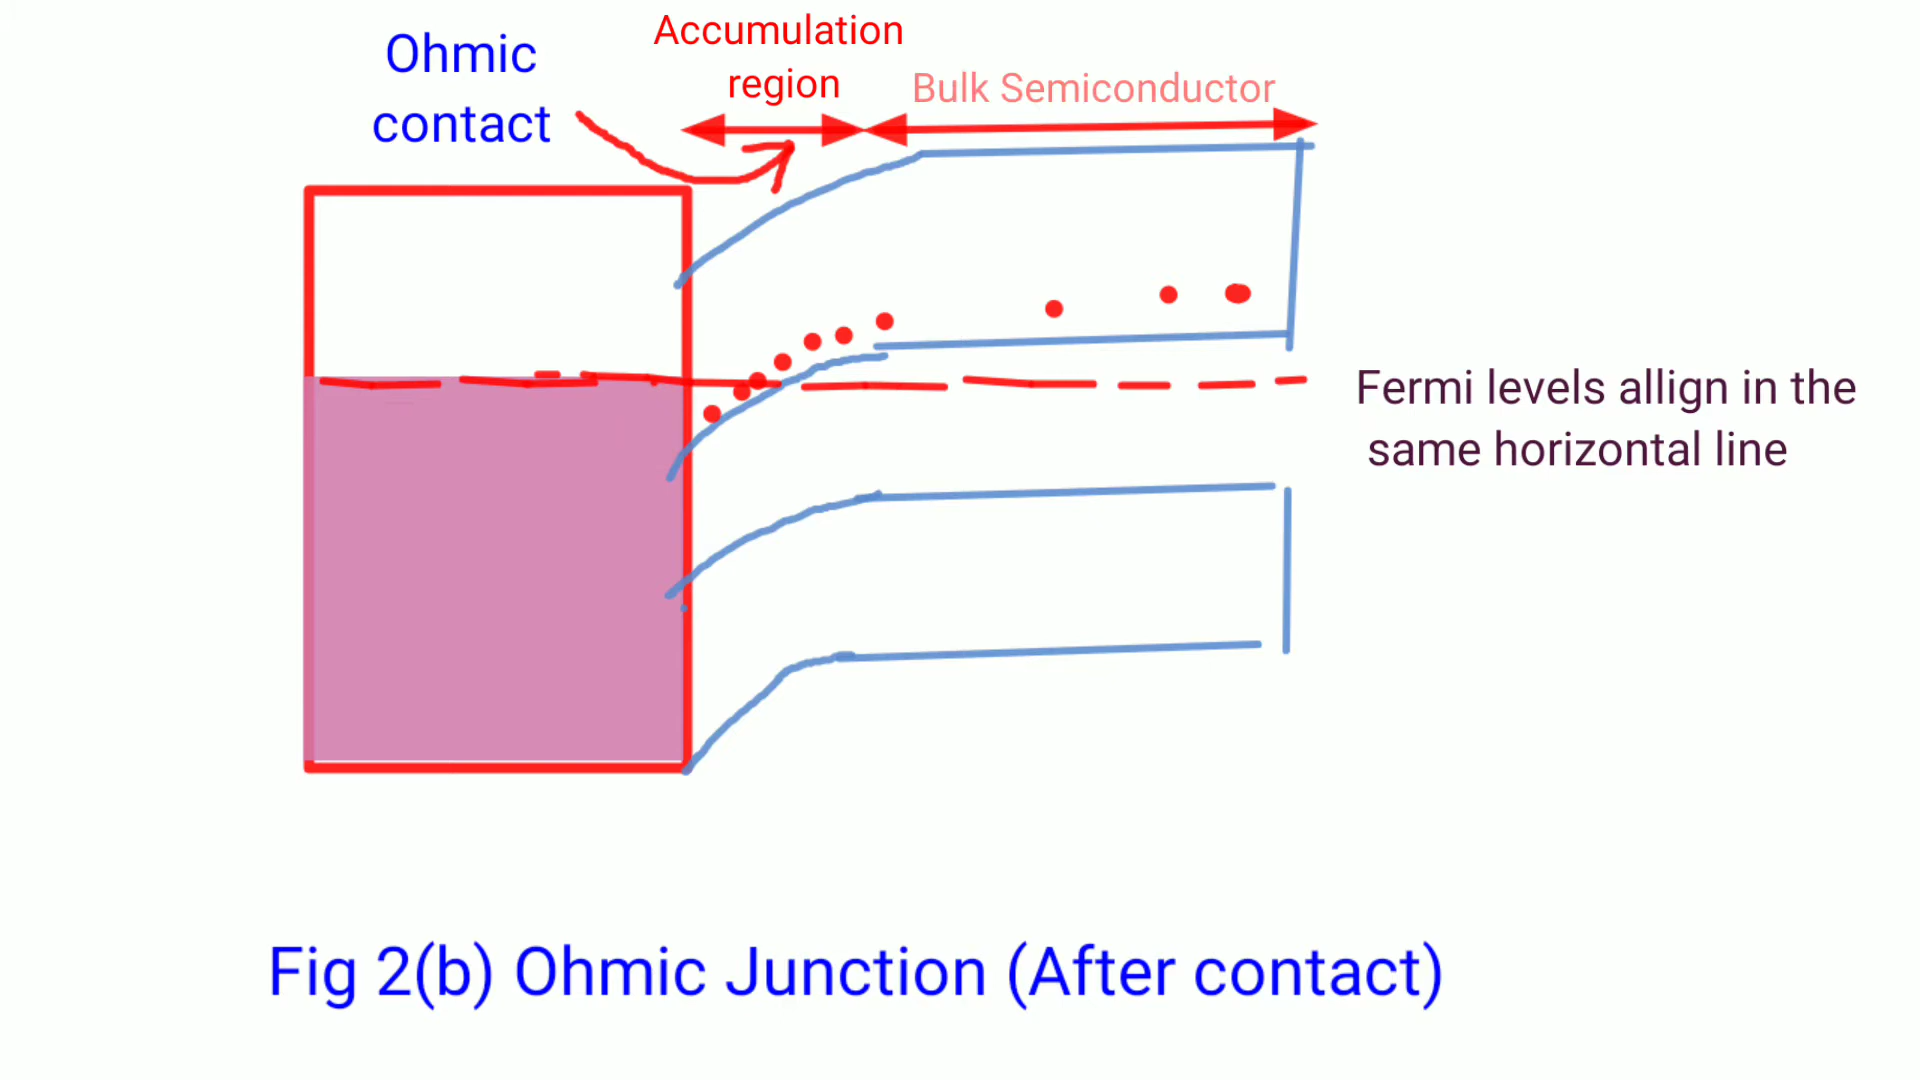 Ohmic
contact
Accumulation
region
Bulk Semiconductor
Fermi levels allign in the
same horizontal line
Fig 2(b) Ohmic Junction (After contact)